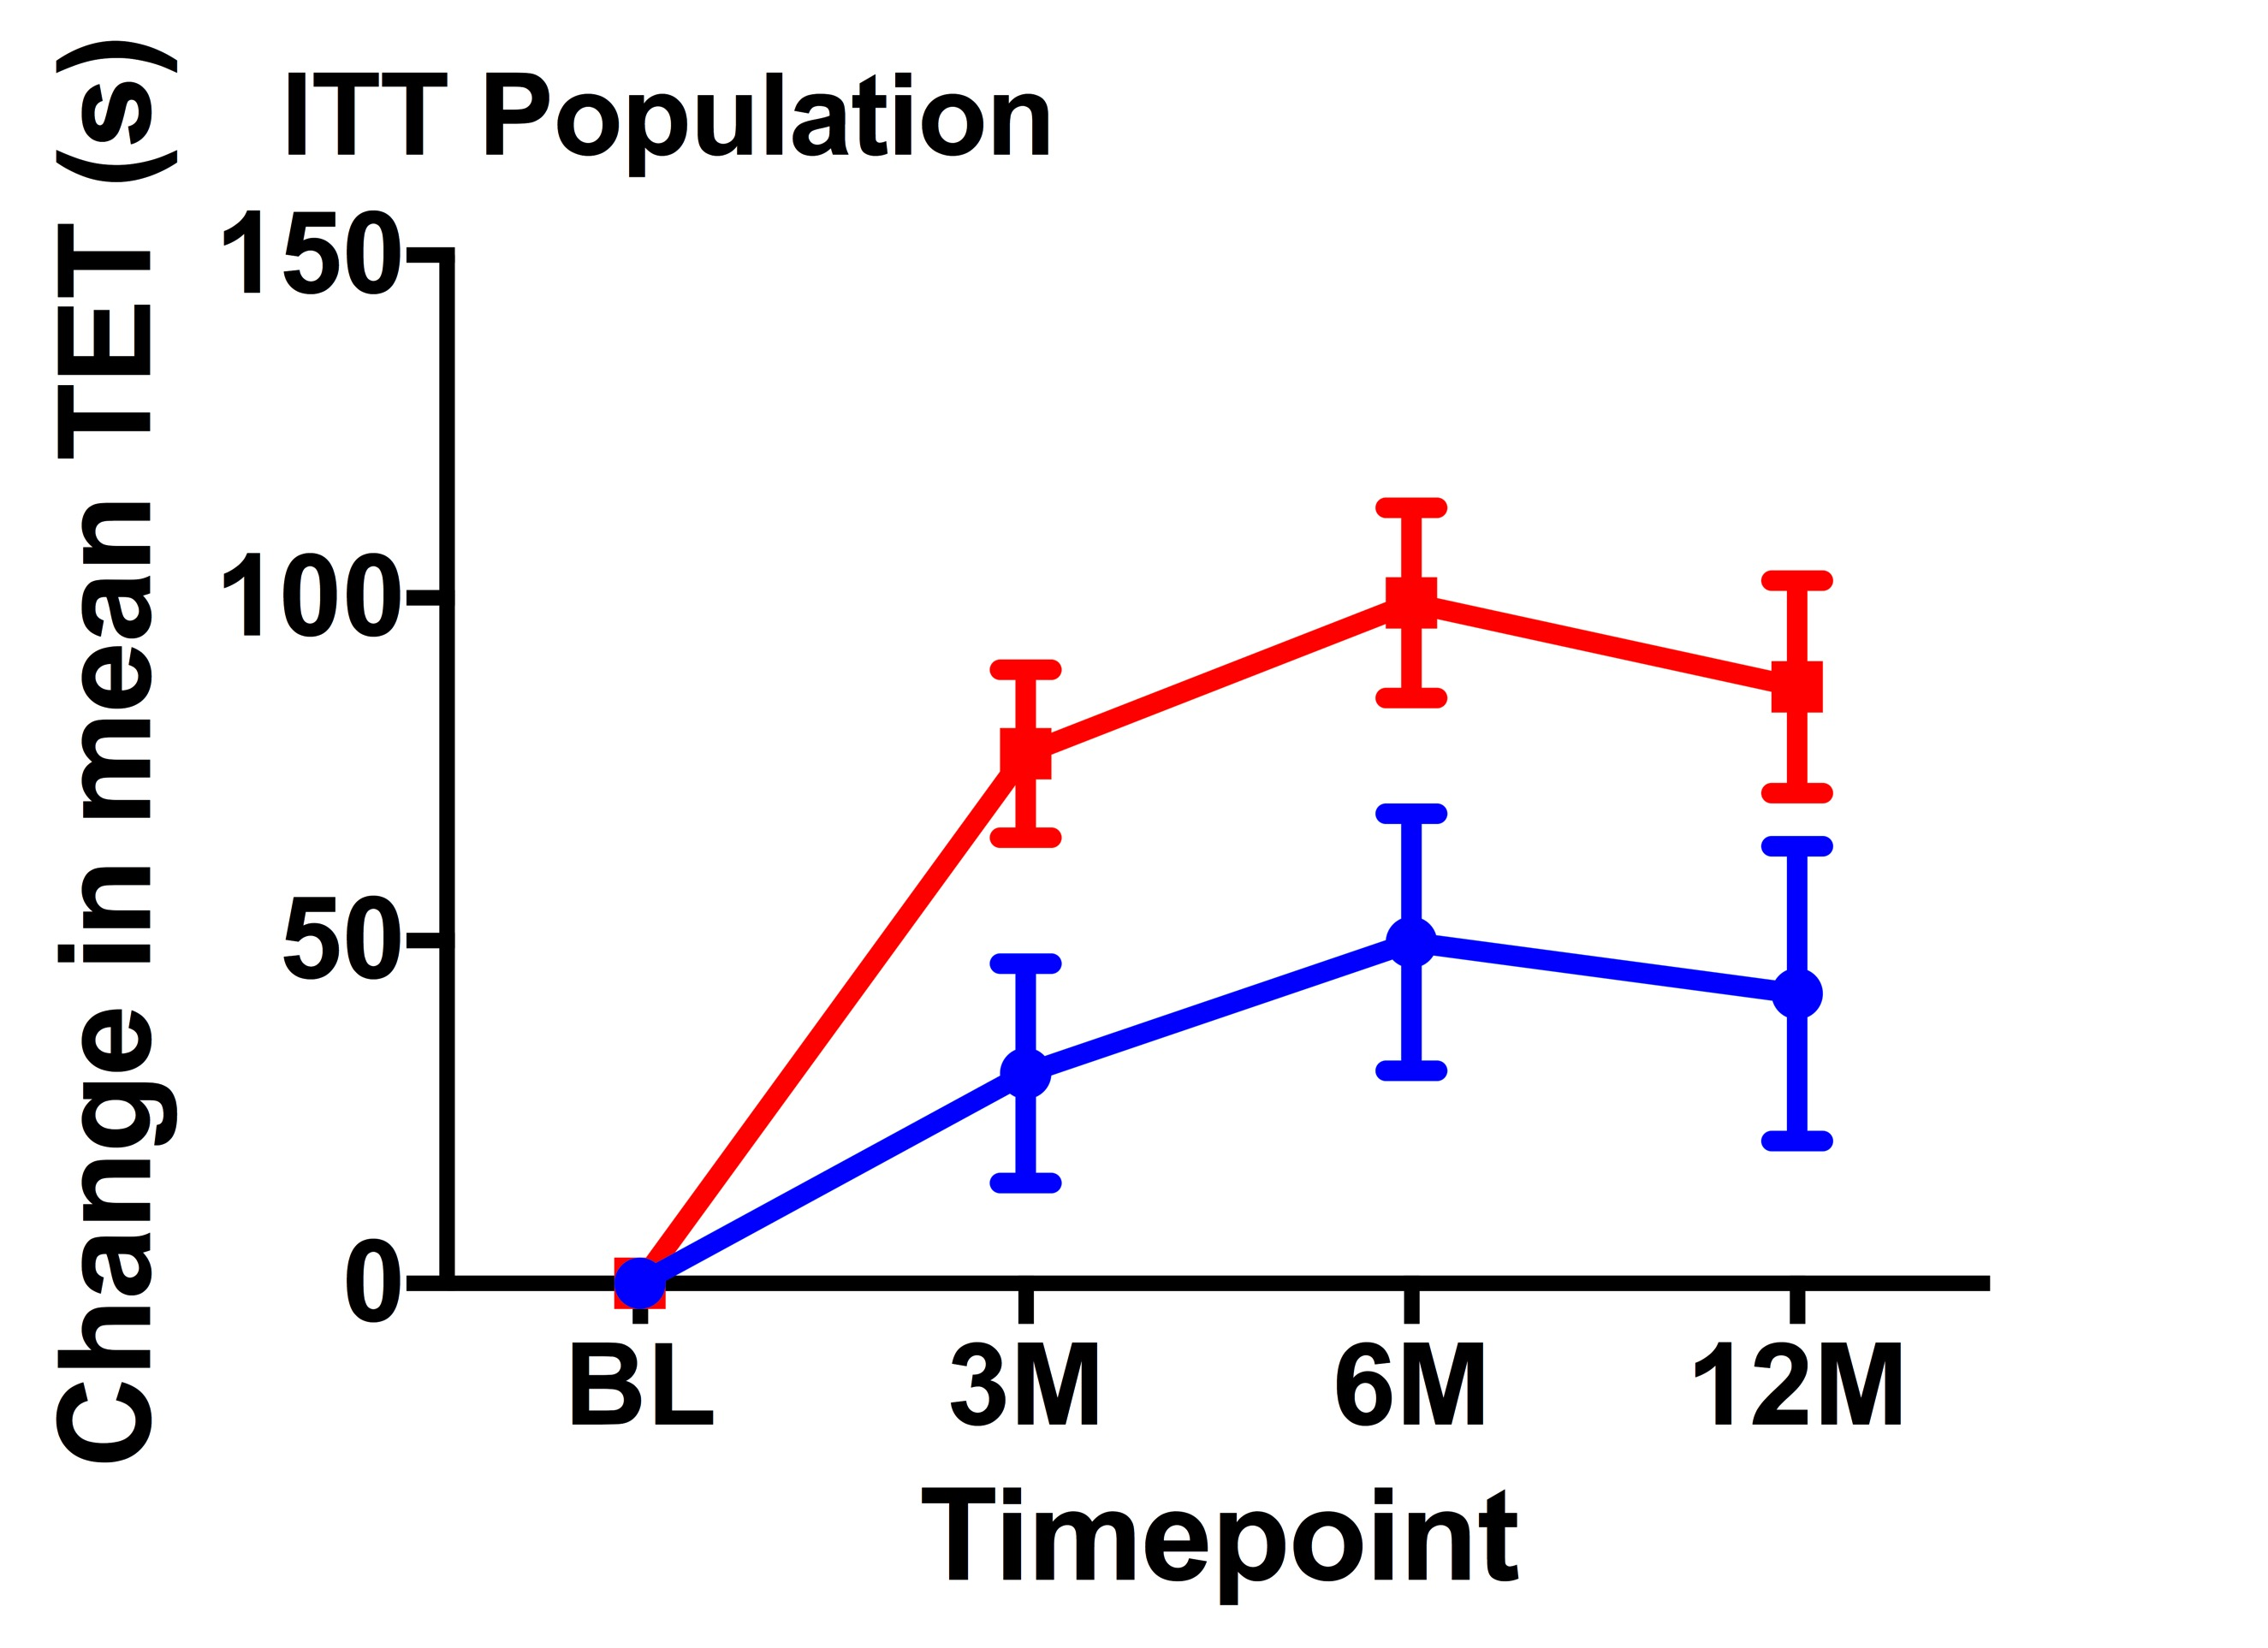 Change in mean TET (s)
ITT Population
150
100
50
0
BL 3M 6M 12M
Timepoint